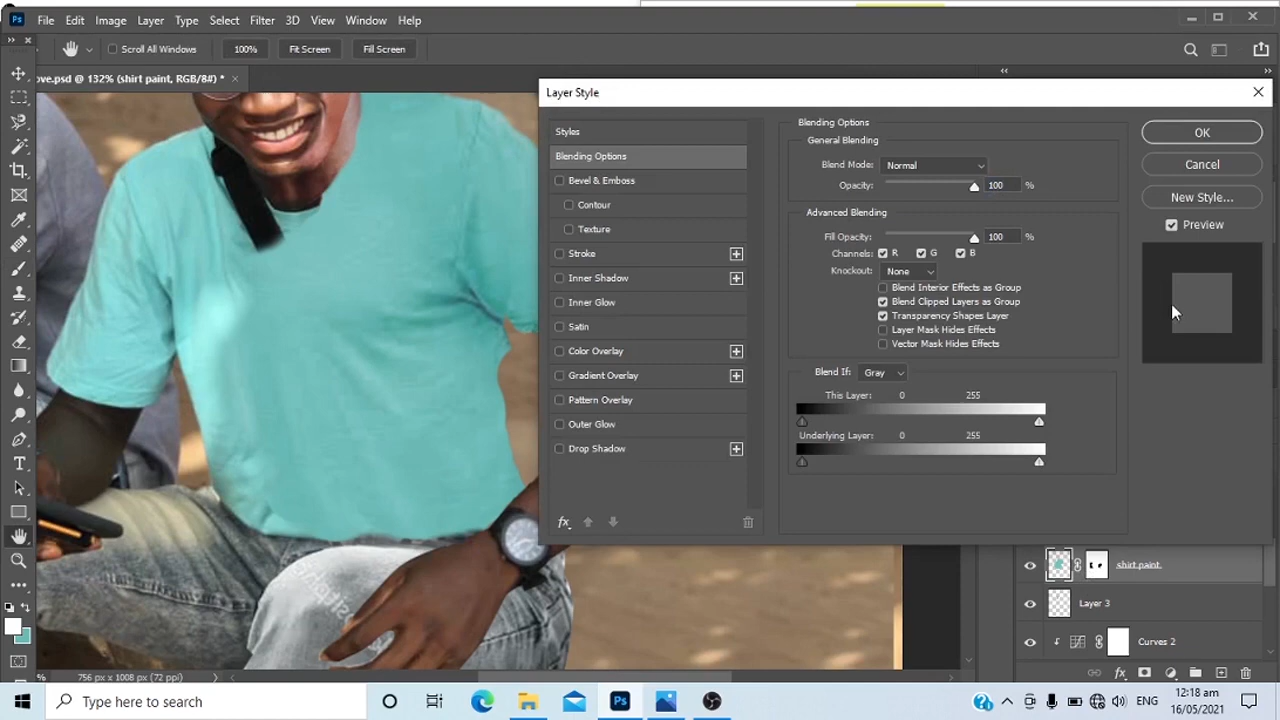 Ps File Edit Image Layer Type Select Filter 3D View Window Help
Scroll All Windows 100% Fit Screen Fill Screen
ove.psd @ 132% (shirt paint, RGB/8#) * ×
Layer Style
Styles
Blending Options
Bevel & Emboss
Contour
Texture
Stroke
Inner Shadow
Inner Glow
Satin
Color Overlay
Gradient Overlay
Pattern Overlay
Outer Glow
Drop Shadow
fx
Blending Options
General Blending
Blend Mode: Normal
Opacity: 100 %
Advanced Blending
Fill Opacity: 100 %
Channels: R G B
Knockout: None
Blend Interior Effects as Group
Blend Clipped Layers as Group
Transparency Shapes Layer
Layer Mask Hides Effects
Vector Mask Hides Effects
Blend If: Gray
This Layer: 0 255
Underlying Layer: 0 255
OK
Cancel
New Style...
Preview
shirt paint
Layer 3
Curves 2
fx
% 756 px x 1008 px (72 ppi)
Type here to search
Ps
ENG
12:18 am
16/05/2021